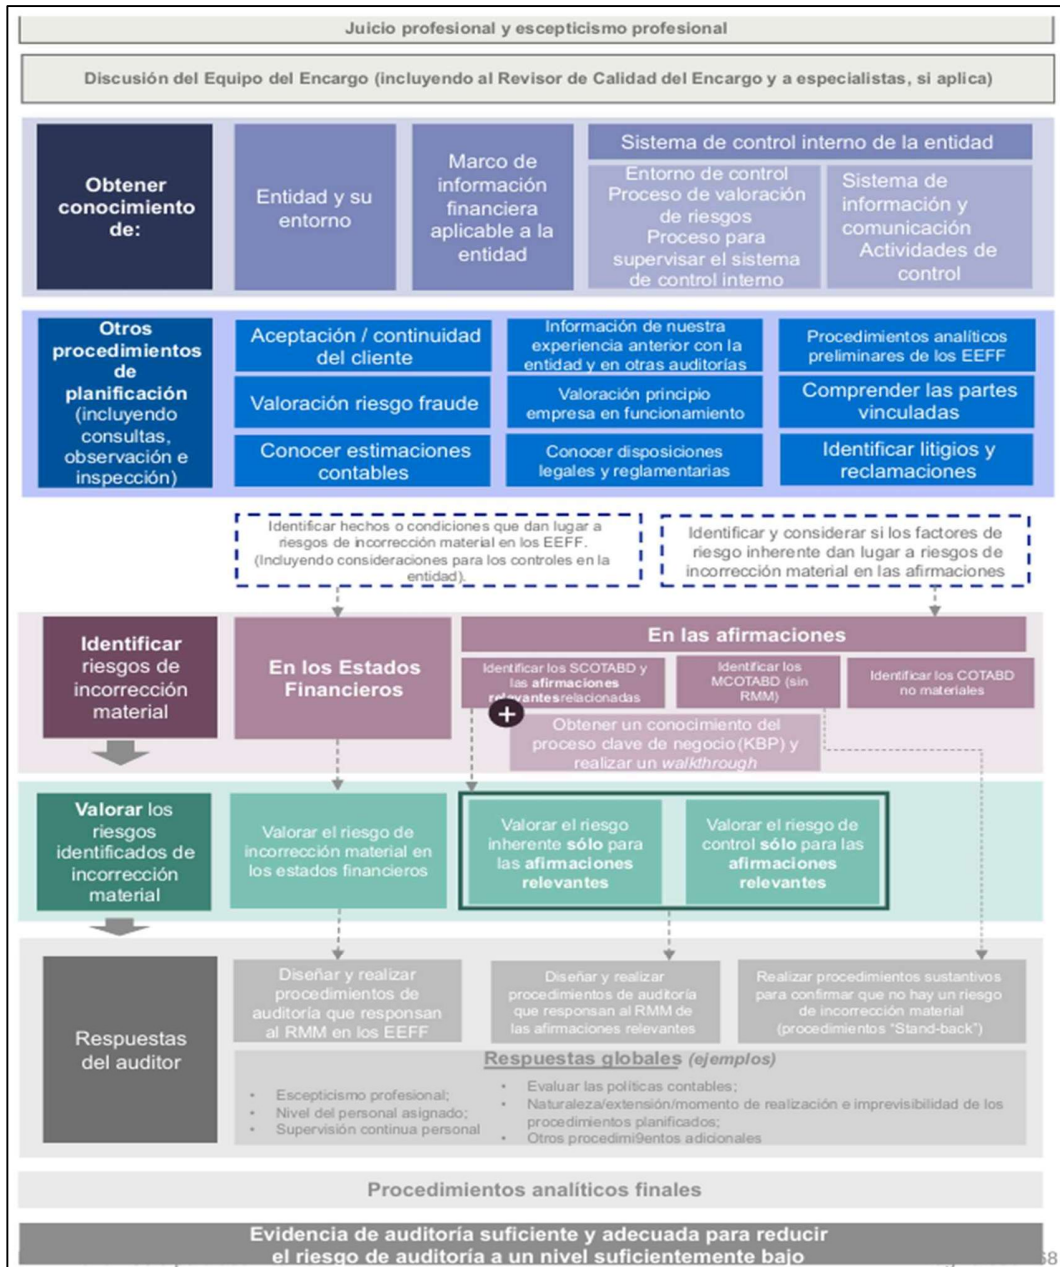 Juicio profesional y escepticismo profesional
Discusión del Equipo del Encargo (incluyendo al Revisor de Calidad del Encargo y a especialistas, si aplica)
Obtener
conocimiento
de:
Entidad y su
entorno
Marco de
información
financiera
aplicable a la
entidad
Sistema de control interno de la entidad
Entorno de control
Proceso de valoración
de riesgos
Proceso para
supervisar el sistema
de control interno
Sistema de
información y
comunicación
Actividades de
control
Otros
procedimientos
de
planificación
(incluyendo
consultas,
observación e
inspección)
Aceptación / continuidad
del cliente
Información de nuestra
experiencia anterior con la
entidad y en otras auditorías
Procedimientos analíticos
preliminares de los EEFF
Valoración riesgo fraude
Valoración principio
empresa en funcionamiento
Comprender las partes
vinculadas
Conocer estimaciones
contables
Conocer disposiciones
legales y reglamentarias
Identificar litigios y
reclamaciones
Identificar hechos o condiciones que dan lugar a
riesgos de incorrección material en los EEFF.
(Incluyendo consideraciones para los controles en la
entidad).
Identificar y considerar si los factores de
riesgo inherente dan lugar a riesgos de
incorrección material en las afirmaciones
Identificar
riesgos de
incorrección
material
En los Estados
Financieros
En las afirmaciones
Identificar los SCOTABD y
las afirmaciones
relevantesrelacionadas
Identificar los
MCOTABD (sin
RMM)
Identificar los COTABD
no materiales
+
Obtener un conocimiento del
proceso clave de negocio (KBP) y
realizar un walkthrough
Valorar los
riesgos
identificados de
incorrección
material
Valorar el riesgo de
incorrección material en
los estados financieros
Valorar el riesgo
inherente sólo para
las afirmaciones
relevantes
Valorar el riesgo de
control sólo para las
afirmaciones
relevantes
Respuestas
del auditor
Diseñar y realizar
procedimientos de
auditoría que responsan
al RMM en los EEFF
Diseñar y realizar
procedimientos de auditoría
que responsan al RMM de
las afirmaciones relevantes
Realizar procedimientos sustantivos
para confirmar que no hay un riesgo
de incorrección material
(procedimientos "Stand-back")
Respuestas globales (ejemplos)
• Escepticismo profesional;
• Nivel del personal asignado;
• Supervisión continua personal
• Evaluar las políticas contables;
• Naturaleza/extensión/momento de realización e imprevisibilidad de los
procedimientos planificados;
• Otros procedimi9entos adicionales
Procedimientos analíticos finales
Evidencia de auditoría suficiente y adecuada para reducir
el riesgo de auditoría a un nivel suficientemente bajo